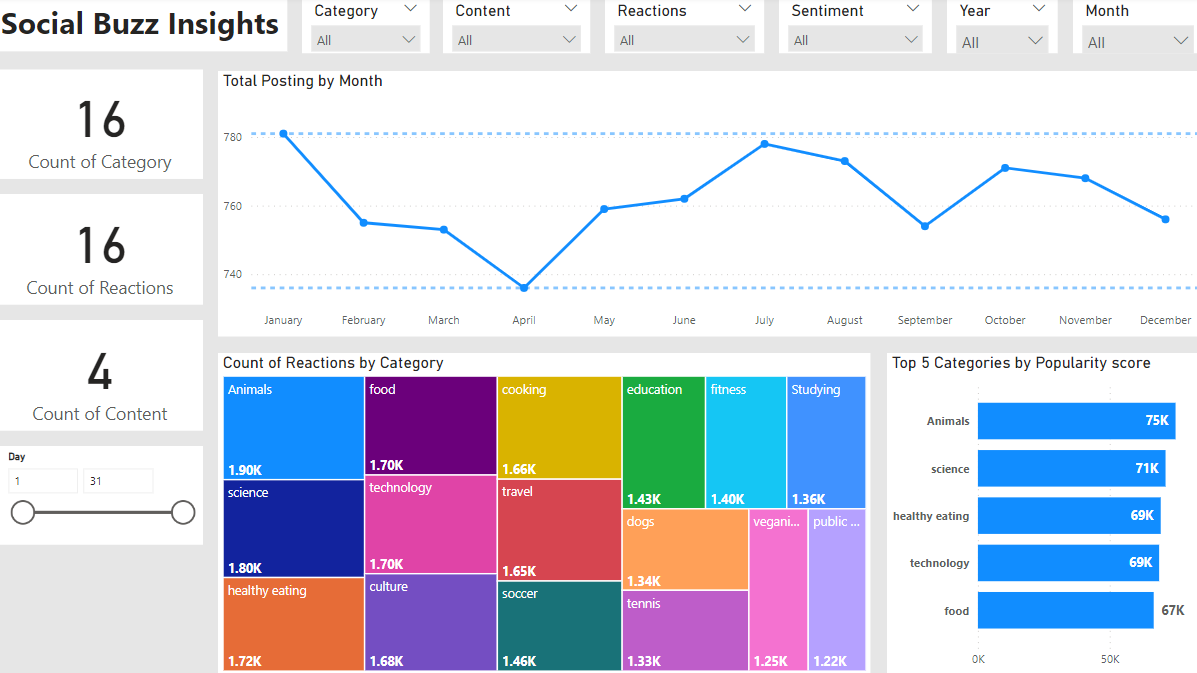 Social Buzz Insights
Category
All
Content
All
Reactions
All
Sentiment
All
Year
All
Month
All
16
Count of Category
16
Count of Reactions
4
Count of Content
Day
1 31
Total Posting by Month
780
760
740
January February March April May June July August September October November December
Count of Reactions by Category
Animals
1.90K
science
1.80K
healthy eating
1.72K
food
1.70K
technology
1.70K
culture
1.68K
cooking
1.66K
travel
1.65K
soccer
1.46K
education
1.43K
fitness
1.40K
Studying
1.36K
dogs
1.34K
tennis
1.33K
vegani...
1.25K
public ...
1.22K
Top 5 Categories by Popularity score
Animals 75K
science 71K
healthy eating 69K
technology 69K
food 67K
0K 50K